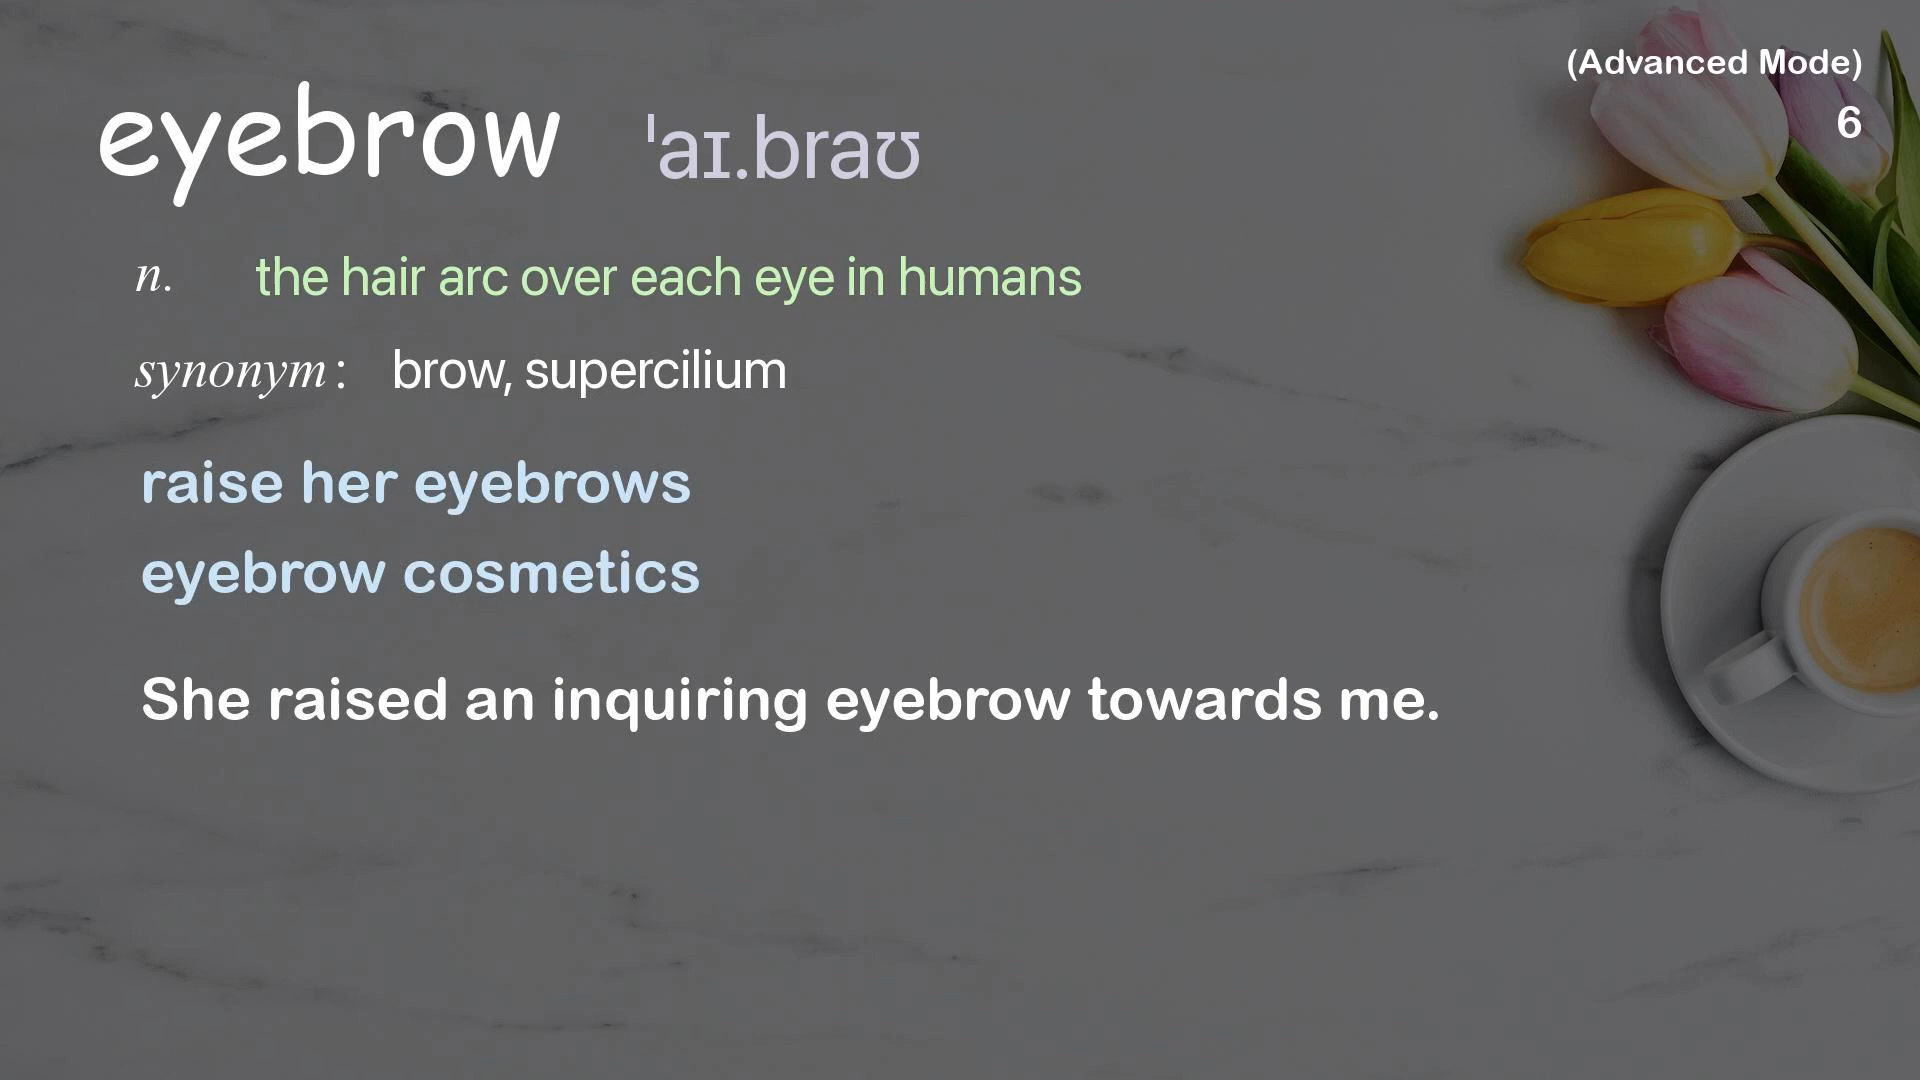 (Advanced Mode)
6
eyebrow ˈaɪ.braʊ
n. the hair arc over each eye in humans
synonym: brow, supercilium
raise her eyebrows
eyebrow cosmetics
She raised an inquiring eyebrow towards me.